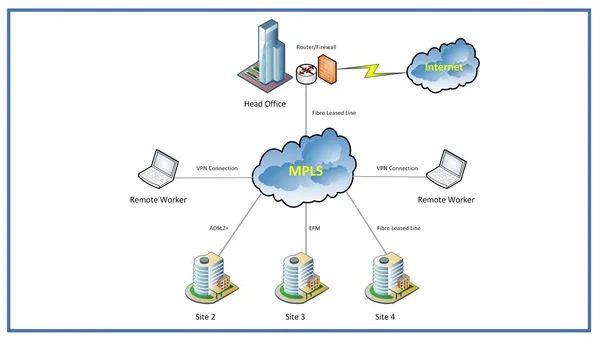 Router/Firewall
Internet
Head Office
Fibre Leased Line
VPN Connection
MPLS
VPN Connection
Remote Worker
Remote Worker
ADSL2+
EFM
Fibre Leased Line
Site 2
Site 3
Site 4